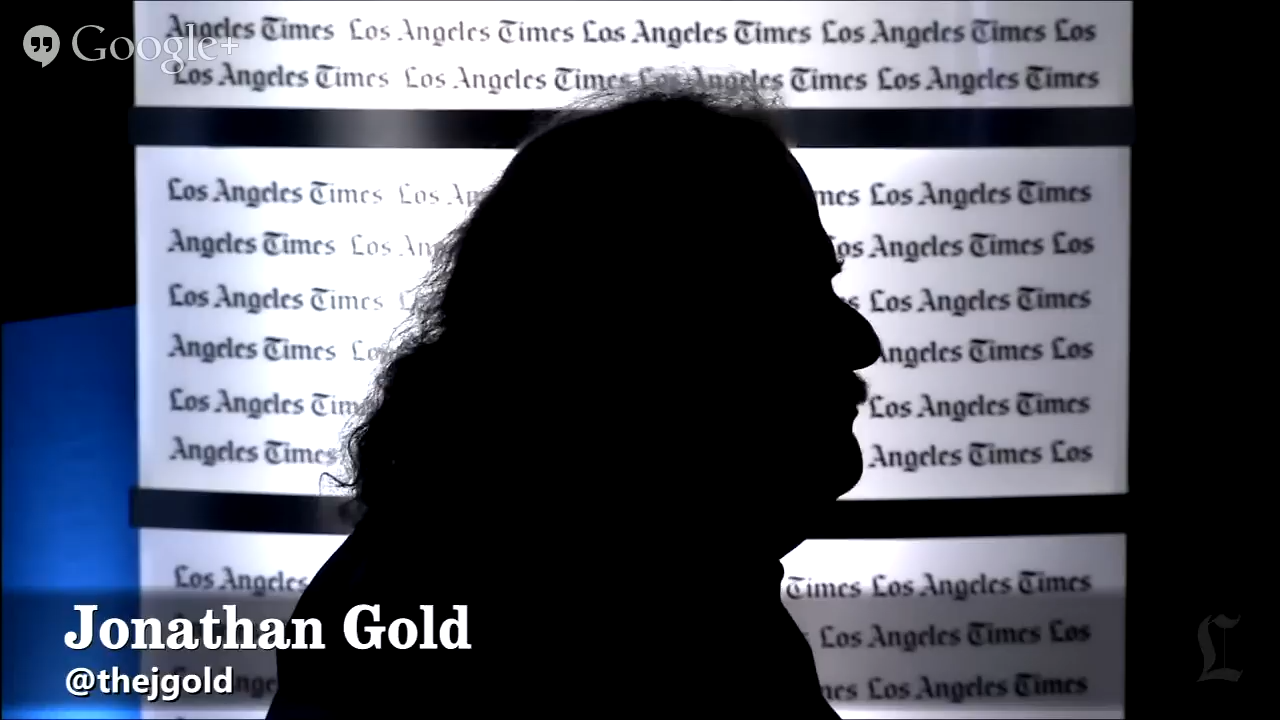 Google+
Angeles Times Los Angeles Times Los Angeles Times Los Angeles Times Los
Los Angeles Times Los Angeles Times Los Angeles Times Los Angeles Times
Los Angeles Times Los Times Los Angeles Times
Angeles Times Los Los Angeles Times Los
Los Angeles Times Los Angeles Times
Angeles Times Angeles Times Los
Los Angeles Los Angeles Times
Angeles Times Angeles Times Los
Los Angeles Times Los Angeles Times
Los Angeles Times Los
Los Angeles Times
Jonathan Gold
@thejgold
L